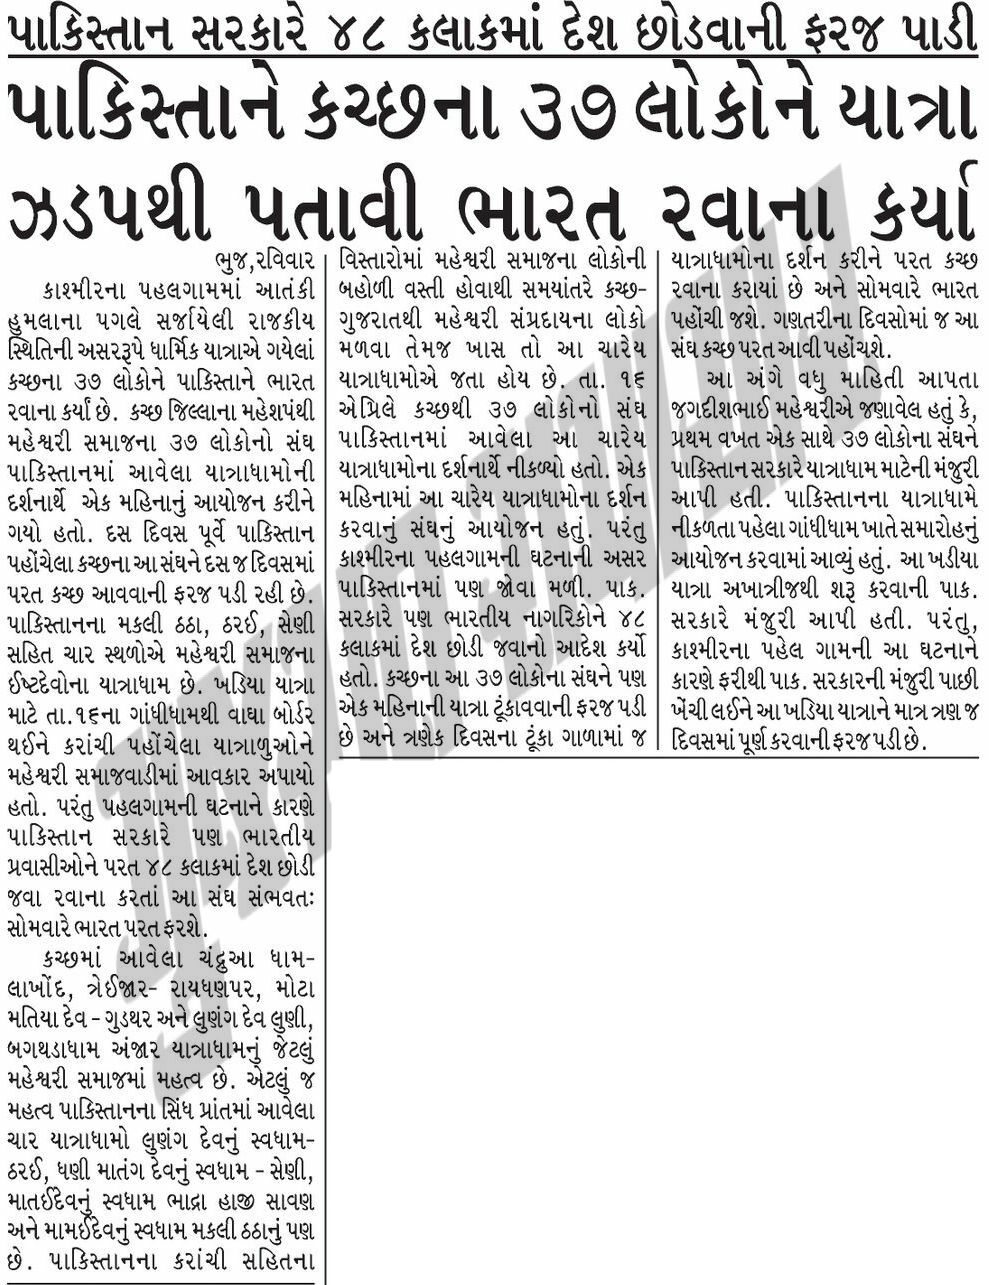 પાકિસ્તાન સરકારે ૪૮ કલાકમાં દેશ છોડવાની ફરજ પાડી
પાકિસ્તાને કચ્છના ૩૭ લોકોને યાત્રા
ઝડપથી પતાવી ભારત રવાના કર્યા
ભુજ,રવિવાર
કાશ્મીરના પહલગામમાં આતંકી
હુમલાના પગલે સર્જાયેલી રાજકીય
સ્થિતિની અસરરૂપે ધાર્મિક યાત્રાએ ગયેલાં
કચ્છના ૩૭ લોકોને પાકિસ્તાને ભારત
રવાના કર્યાં છે. કચ્છ જિલ્લાના મહેશપંથી
મહેશ્વરી સમાજના ૩૭ લોકોનો સંઘ
પાકિસ્તાનમાં આવેલા યાત્રાધામોની
દર્શનાર્થે એક મહિનાનું આયોજન કરીને
ગયો હતો. દસ દિવસ પૂર્વે પાકિસ્તાન
પહોંચેલા કચ્છના આ સંઘને દસ જ દિવસમાં
પરત કચ્છ આવવાની ફરજ પડી રહી છે.
પાકિસ્તાનના મકલી ઠઠા, ઠરઈ, સેણી
સહિત ચાર સ્થળોએ મહેશ્વરી સમાજના
ઈષ્ટદેવોના યાત્રાધામ છે. ખડિયા યાત્રા
માટે તા.૧૬ના ગાંધીધામથી વાઘા બોર્ડર
થઈને કરાંચી પહોંચેલા યાત્રાળુઓને
મહેશ્વરી સમાજવાડીમાં આવકાર અપાયો
હતો. પરંતુ પહલગામની ઘટનાને કારણે
પાકિસ્તાન સરકારે પણ ભારતીય
પ્રવાસીઓને પરત ૪૮ કલાકમાં દેશ છોડી
જવા રવાના કરતાં આ સંઘ સંભવતઃ
સોમવારે ભારત પરત ફરશે.
કચ્છમાં આવેલા ચંદ્રુઆ ધામ-
લાખોંદ, ત્રેઈજાર- રાયધણપર, મોટા
મતિયા દેવ - ગુડથર અને લુણંગ દેવ લુણી,
બગથડાધામ અંજાર યાત્રાધામનું જેટલું
મહેશ્વરી સમાજમાં મહત્વ છે. એટલું જ
મહત્વ પાકિસ્તાનના સિંધ પ્રાંતમાં આવેલા
ચાર યાત્રાધામો લુણંગ દેવનું સ્વધામ-
ઠરઈ, ધણી માતંગ દેવનું સ્વધામ - સેણી,
માતઈદેવનું સ્વધામ ભાદ્રા હાજી સાવણ
અને મામઈદેવનું સ્વધામ મકલી ઠઠાનું પણ
છે. પાકિસ્તાનના કરાંચી સહિતના
વિસ્તારોમાં મહેશ્વરી સમાજના લોકોની
બહોળી વસ્તી હોવાથી સમયાંતરે કચ્છ-
ગુજરાતથી મહેશ્વરી સંપ્રદાયના લોકો
મળવા તેમજ ખાસ તો આ ચારેય
યાત્રાધામોએ જતા હોય છે. તા. ૧૬
એપ્રિલે કચ્છથી ૩૭ લોકોનો સંઘ
પાકિસ્તાનમાં આવેલા આ ચારેય
યાત્રાધામોના દર્શનાર્થે નીકળ્યો હતો. એક
મહિનામાં આ ચારેય યાત્રાધામોના દર્શન
કરવાનું સંઘનું આયોજન હતું. પરંતુ
કાશ્મીરના પહેલગામની ઘટનાની અસર
પાકિસ્તાનમાં પણ જોવા મળી. પાક.
સરકારે પણ ભારતીય નાગરિકોને ૪૮
કલાકમાં દેશ છોડી જવાનો આદેશ કર્યો
હતો. કચ્છના આ ૩૭ લોકોના સંઘને પણ
એક મહિનાની યાત્રા ટૂંકાવવાની ફરજ પડી
છે અને ત્રણેક દિવસના ટૂંકા ગાળામાં જ
યાત્રાધામોના દર્શન કરીને પરત કચ્છ
રવાના કરાયાં છે અને સોમવારે ભારત
પહોંચી જશે. ગણતરીના દિવસોમાં જ આ
સંઘ કચ્છ પરત આવી પહોંચશે.
આ અંગે વધુ માહિતી આપતા
જગદીશભાઈ મહેશ્વરીએ જણાવેલ હતું કે,
પ્રથમ વખત એક સાથે ૩૭ લોકોના સંઘને
પાકિસ્તાન સરકારે યાત્રાધામ માટેની મંજુરી
આપી હતી. પાકિસ્તાનના યાત્રાધામે
નીકળતા પહેલા ગાંધીધામ ખાતે સમારોહનું
આયોજન કરવામાં આવ્યું હતું. આ ખડીયા
યાત્રા અખાત્રીજથી શરૂ કરવાની પાક.
સરકારે મંજુરી આપી હતી. પરંતુ,
કાશ્મીરના પહેલ ગામની આ ઘટનાને
કારણે ફરીથી પાક. સરકારની મંજુરી પાછી
ખેંચી લઈને આ ખડિયા યાત્રાને માત્ર ત્રણ જ
દિવસમાં પૂર્ણ કરવાની ફરજ પડી છે.